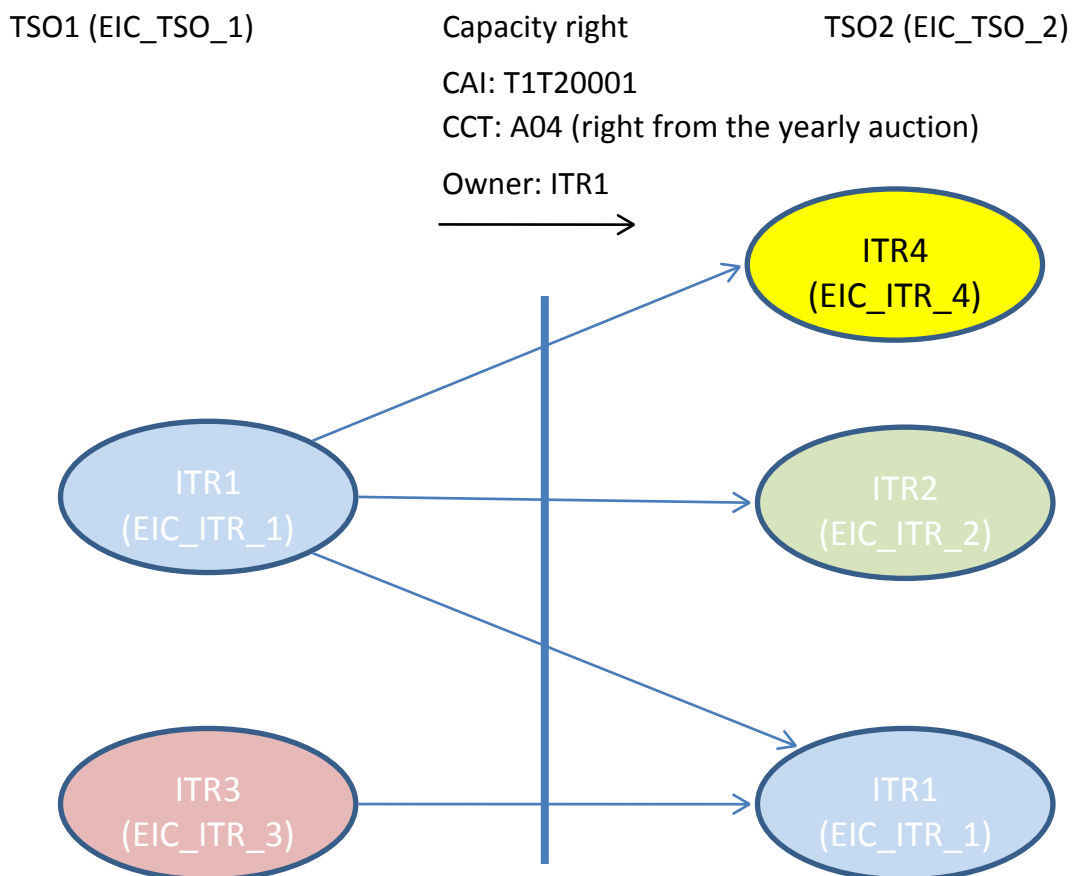 TSO1 (EIC_TSO_1)
Capacity right
TSO2 (EIC_TSO_2)
CAI: T1T20001
CCT: A04 (right from the yearly auction)
Owner: ITR1
ITR4
(EIC_ITR_4)
ITR1
(EIC_ITR_1)
ITR2
(EIC_ITR_2)
ITR3
(EIC_ITR_3)
ITR1
(EIC_ITR_1)